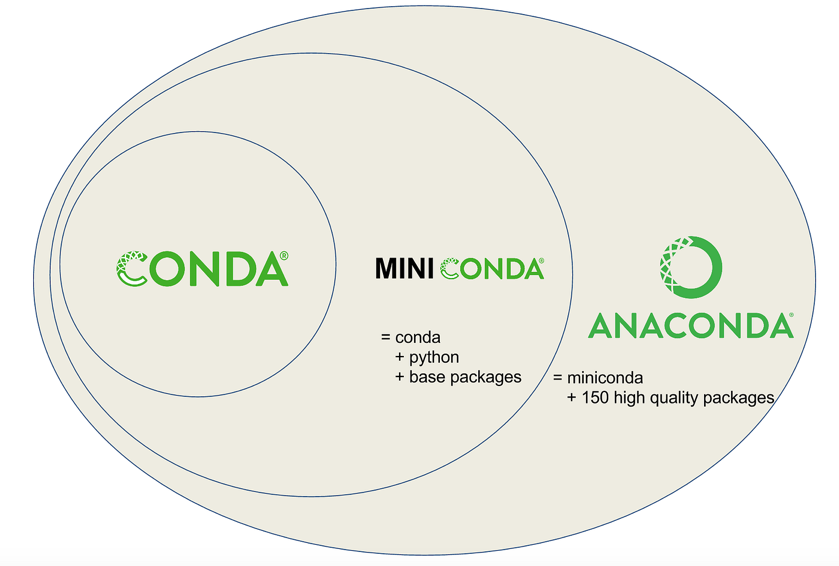 CONDA®
MINI CONDA®
= conda
+ python
+ base packages
ANACONDA®
= miniconda
+ 150 high quality packages